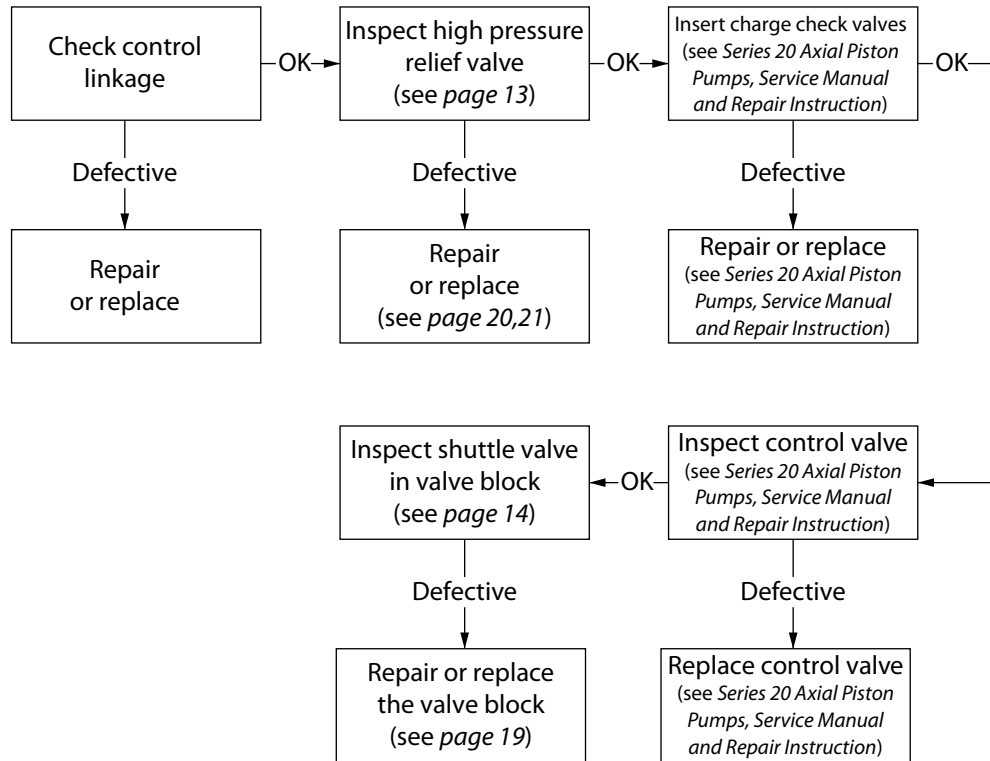 Check control
linkage
OK
Inspect high pressure
relief valve
(see page 13)
OK
Insert charge check valves
(see Series 20 Axial Piston
Pumps, Service Manual
and Repair Instruction)
OK
Defective
Defective
Defective
Repair
or replace
Repair
or replace
(see page 20,21)
Repair or replace
(see Series 20 Axial Piston
Pumps, Service Manual
and Repair Instruction)
Inspect shuttle valve
in valve block
(see page 14)
OK
Inspect control valve
(see Series 20 Axial Piston
Pumps, Service Manual
and Repair Instruction)
Defective
Defective
Repair or replace
the valve block
(see page 19)
Replace control valve
(see Series 20 Axial Piston
Pumps, Service Manual
and Repair Instruction)